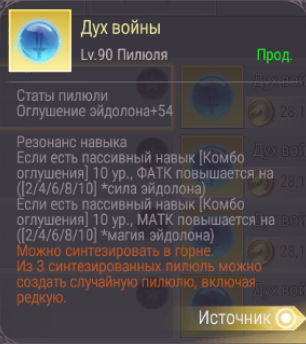 Дух войны
Lv.90 Пилюля
Прод.
Статы пилюли
Оглушение эйдолона+54
Резонанс навыка
Если есть пассивный навык [Комбо
оглушения] 10 ур., ФАТК повышается на
([2/4/6/8/10] *сила эйдолона)
Если есть пассивный навык [Комбо
оглушения] 10 ур., МАТК повышается на
([2/4/6/8/10] *магия эйдолона)
Можно синтезировать в горне.
Из 3 синтезированных пилюль можно
создать случайную пилюлю, включая
редкую.
Источник